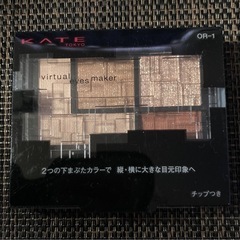 KATE
TOKYO
OR-1
virtual
eyes maker
2つの下まぶたカラーで 縦・横に大きな目元印象へ
チップつき